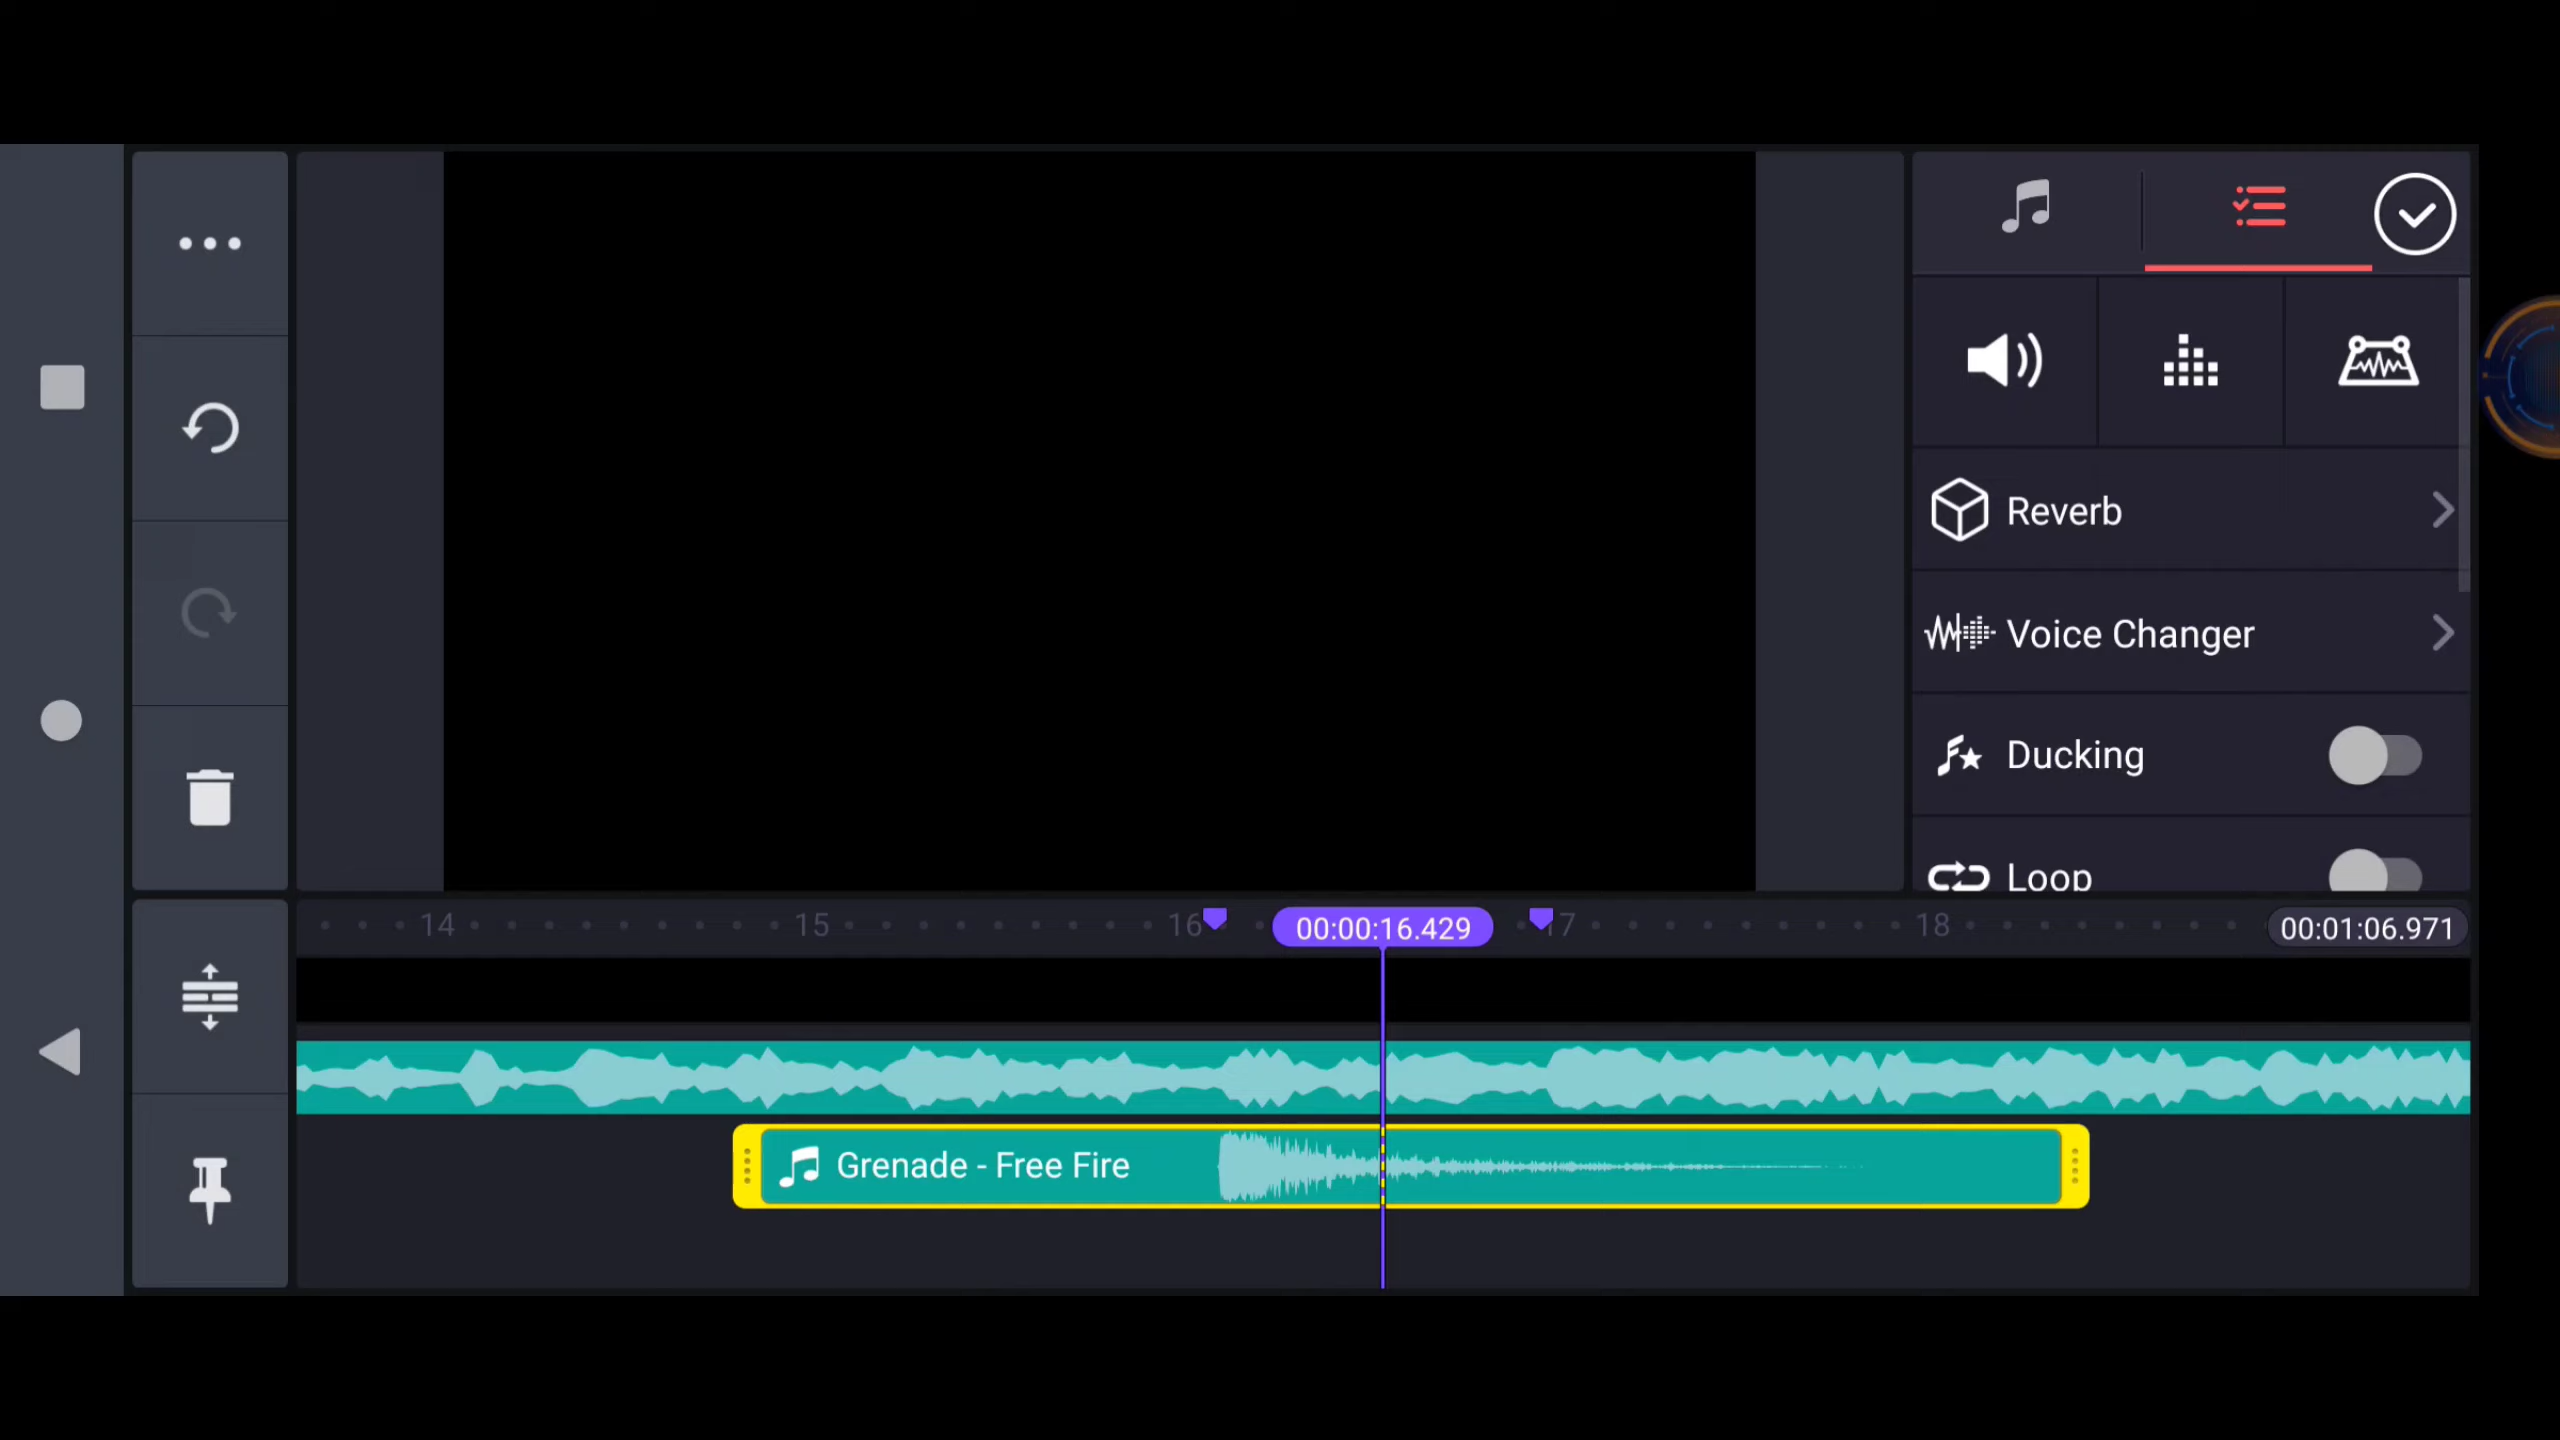 Reverb
Voice Changer
Ducking
Loop
14 15 16 00:00:16.429 17 18 00:01:06.971
Grenade - Free Fire